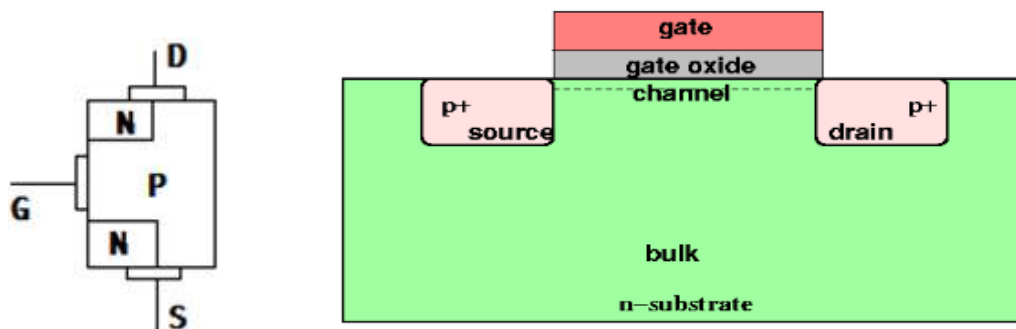 D
N
P
G
N
S
gate
gate oxide
channel
p+ p+
source drain
bulk
n-substrate